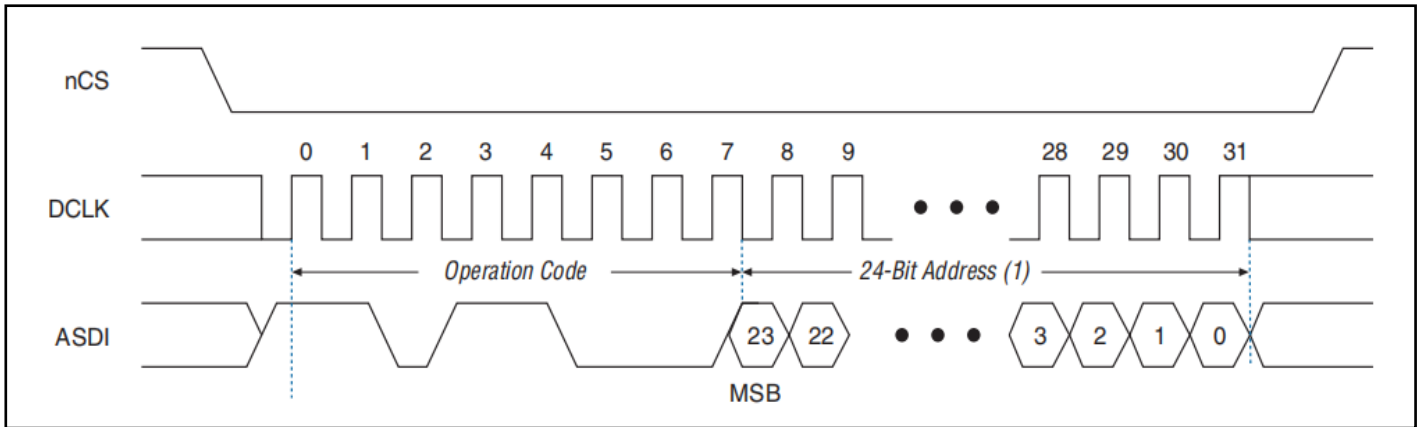 nCS
0 1 2 3 4 5 6 7 8 9 28 29 30 31
DCLK
Operation Code 24-Bit Address (1)
ASDI 23 22 3 2 1 0
MSB